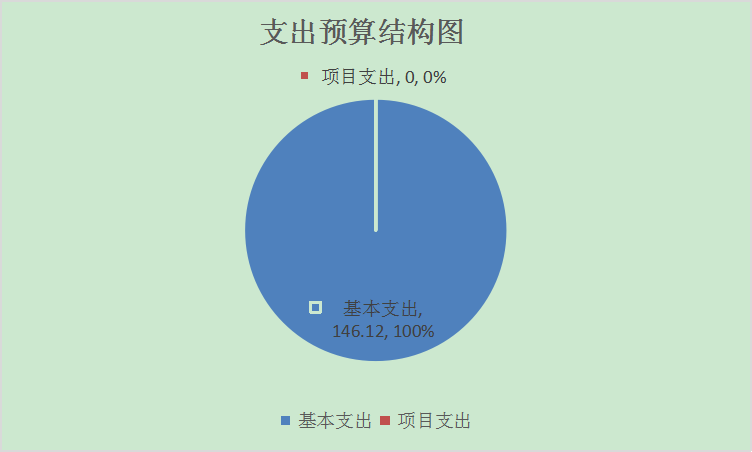 支出预算结构图
项目支出, 0, 0%
基本支出,
146.12, 100%
基本支出 项目支出